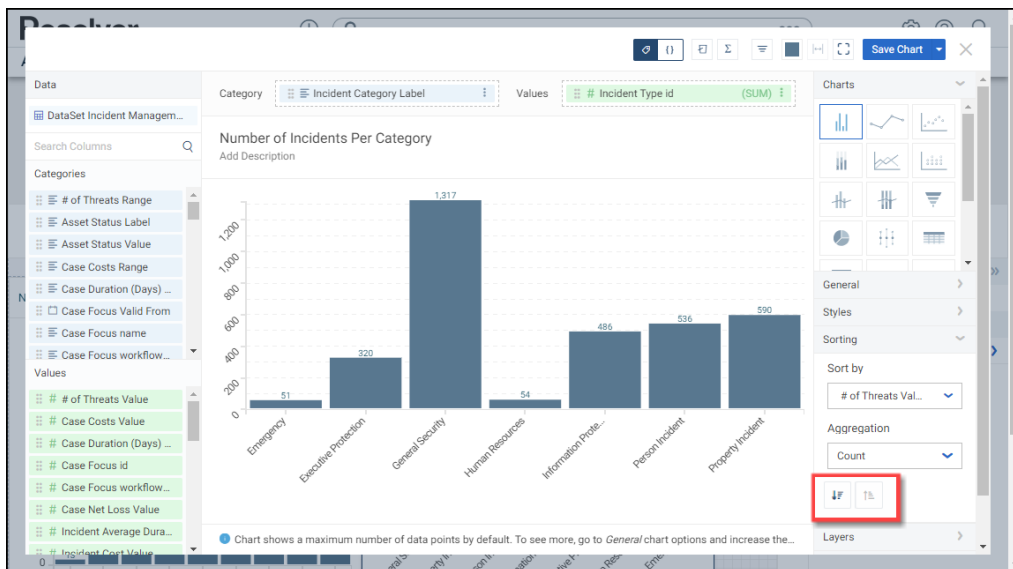 Resolver
Save Chart
Data
DataSet Incident Managem...
Search Columns
Categories
# of Threats Range
Asset Status Label
Asset Status Value
Case Costs Range
Case Duration (Days) ...
Case Focus Valid From
Case Focus name
Case Focus workflow...
Values
# # of Threats Value
# Case Costs Value
# Case Duration (Days) ...
# Case Focus id
# Case Focus workflow...
# Case Net Loss Value
# Incident Average Dura...
# Incident Cost Value
Category
Incident Category Label
Values
# Incident Type id
(SUM)
Number of Incidents Per Category
Add Description
1,200
1,000
800
600
400
200
0
51
320
1,317
54
486
536
590
Emergency
Executive Protection
General Security
Human Resources
Information Prote...
Person Incident
Property Incident
Chart shows a maximum number of data points by default. To see more, go to General chart options and increase the...
Charts
General
Styles
Sorting
Sort by
# of Threats Val...
Aggregation
Count
Layers